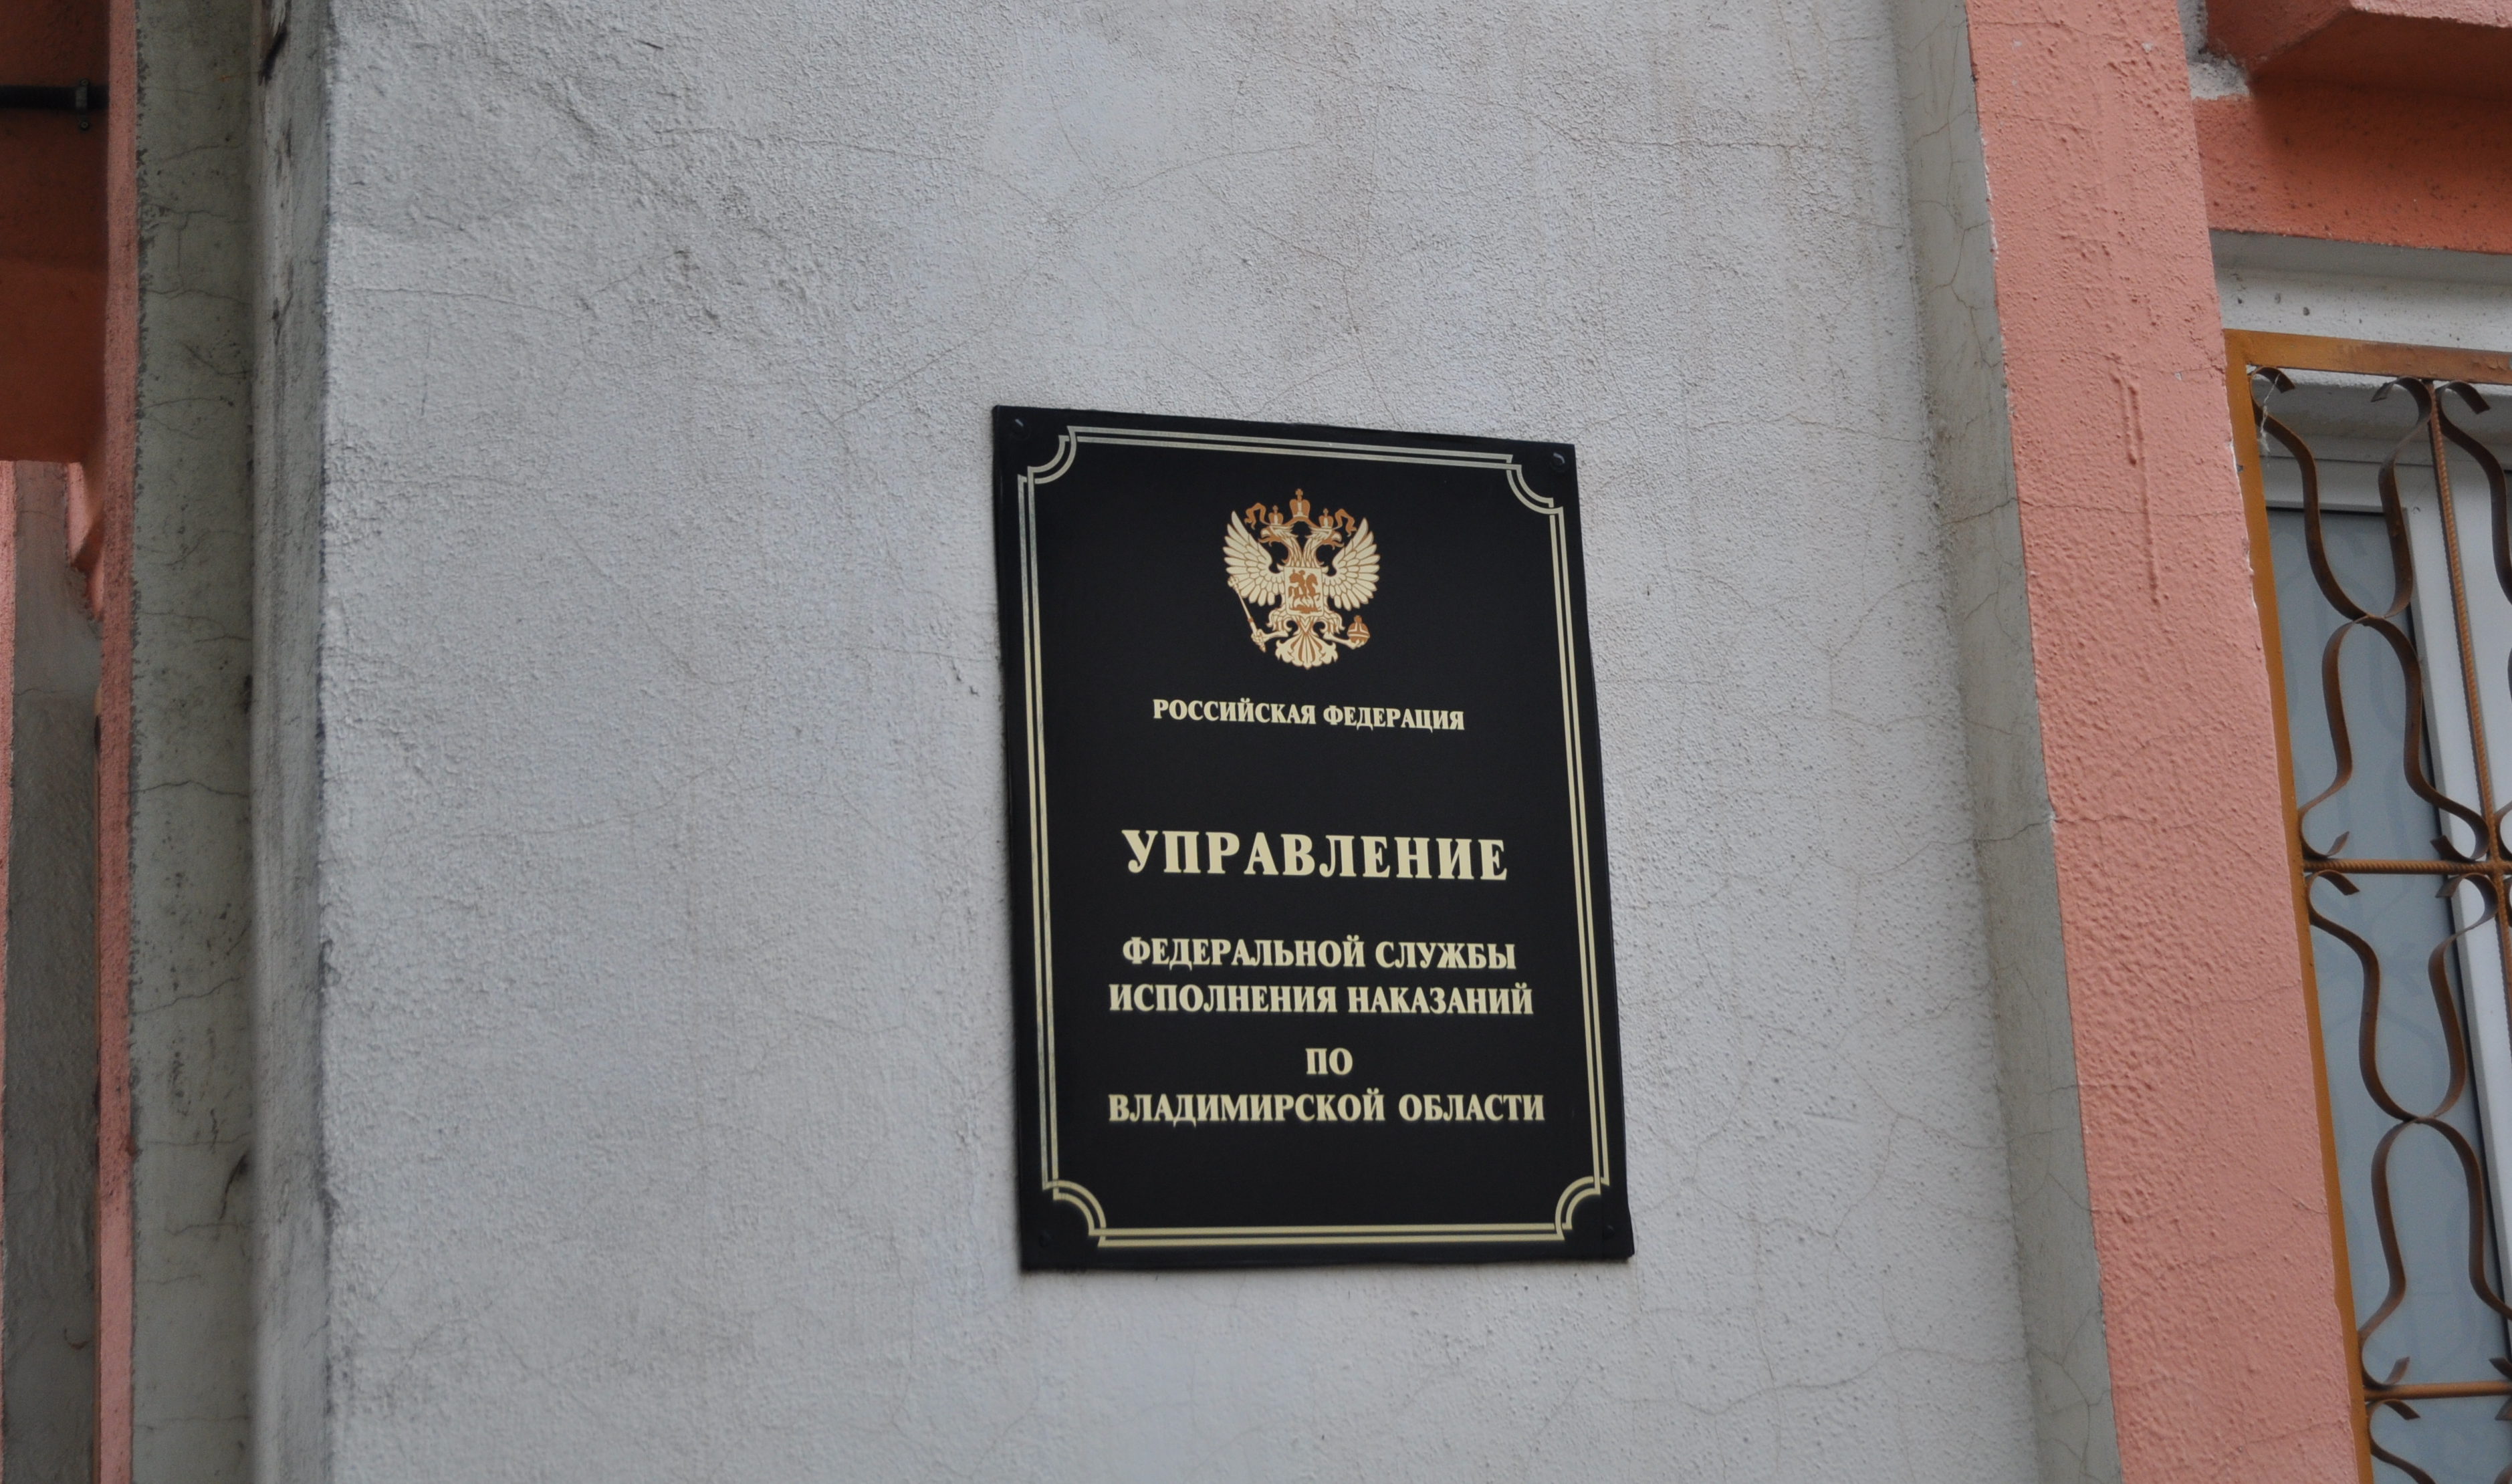 РОССИЙСКАЯ ФЕДЕРАЦИЯ
УПРАВЛЕНИЕ
ФЕДЕРАЛЬНОЙ СЛУЖБЫ
ИСПОЛНЕНИЯ НАКАЗАНИЙ
ПО
ВЛАДИМИРСКОЙ ОБЛАСТИ